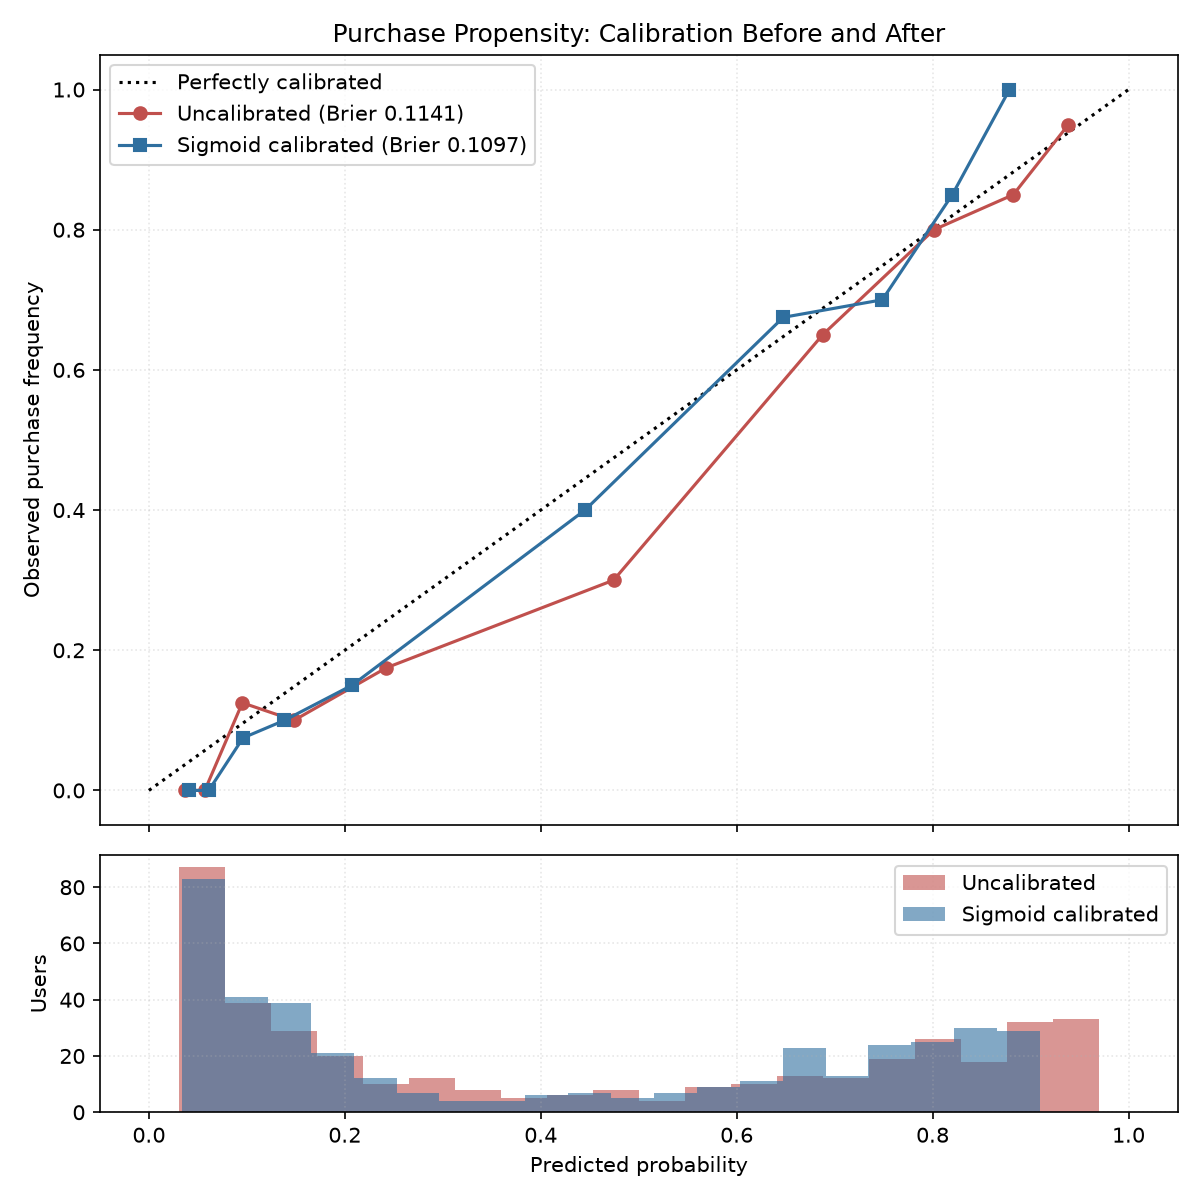 Purchase Propensity: Calibration Before and After
Perfectly calibrated
Uncalibrated (Brier 0.1141)
Sigmoid calibrated (Brier 0.1097)
Observed purchase frequency
1.0
0.8
0.6
0.4
0.2
0.0
Uncalibrated
Sigmoid calibrated
Users
80
60
40
20
0
0.0 0.2 0.4 0.6 0.8 1.0
Predicted probability